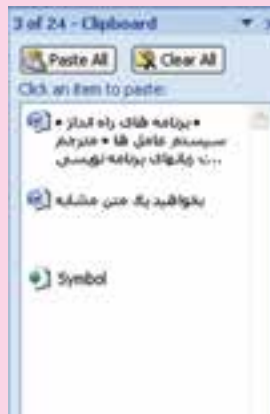 3 of 24 - Clipboard
Paste All
Clear All
Click an item to paste:
• برنامه های راه انداز •
سیستم عامل ها • مترجم
زبانهای برنامه نویسی ...
بخواهید یک متن مشابه
Symbol